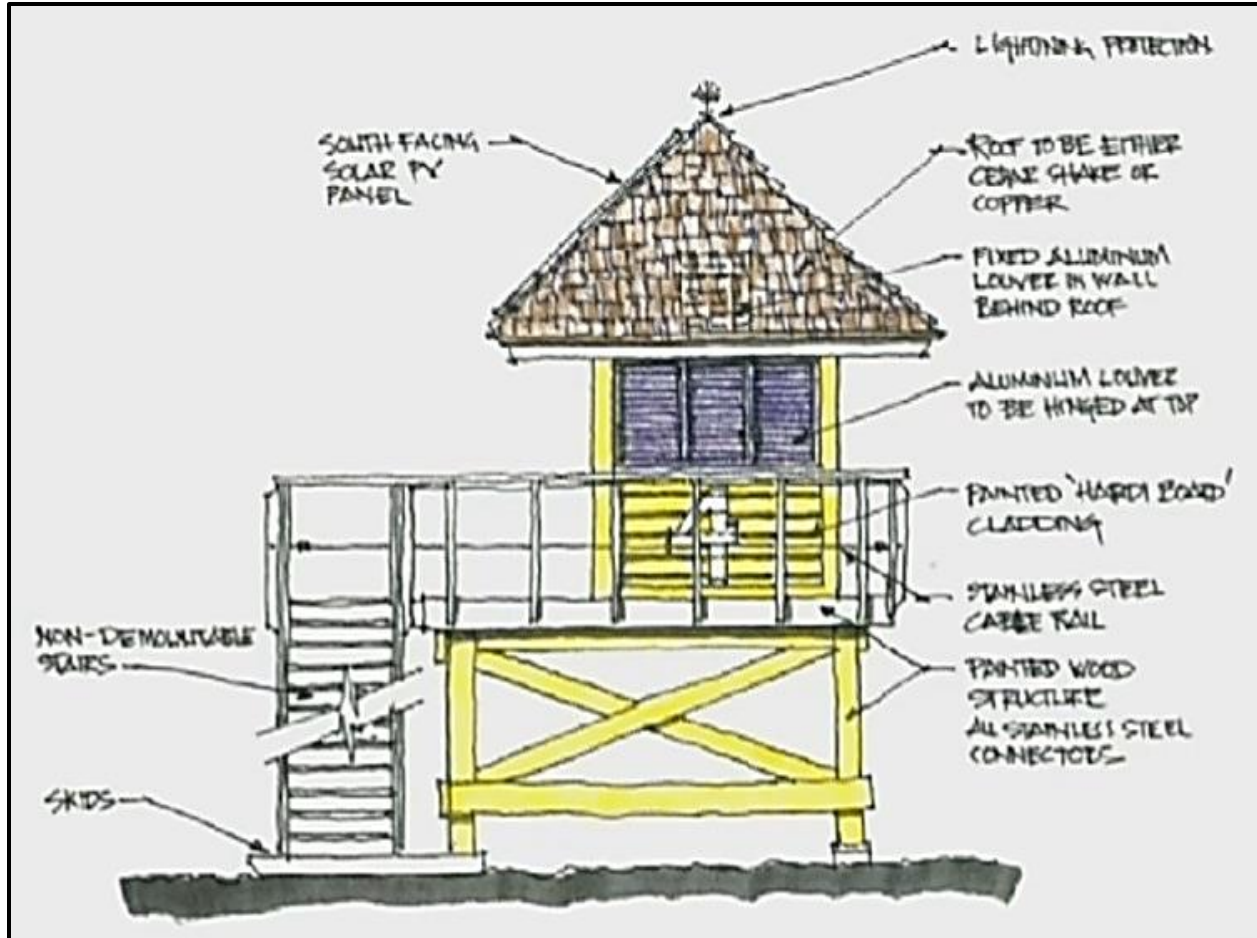 LIGHTNING PROTECTION
SOUTH FACING
SOLAR PV
PANEL
ROOF TO BE EITHER
CEDAR SHAKE OR
COPPER
FIXED ALUMINUM
LOUVER IN WALL
BEHIND ROOF
ALUMINUM LOUVER
TO BE HINGED AT TOP
PAINTED 'HARDI BOARD'
CLADDING
4
STAINLESS STEEL
CABLE RAIL
NON-DEMOUNTABLE
STAIRS
PAINTED WOOD
STRUCTURE
ALL STAINLESS STEEL
CONNECTORS
SKIDS